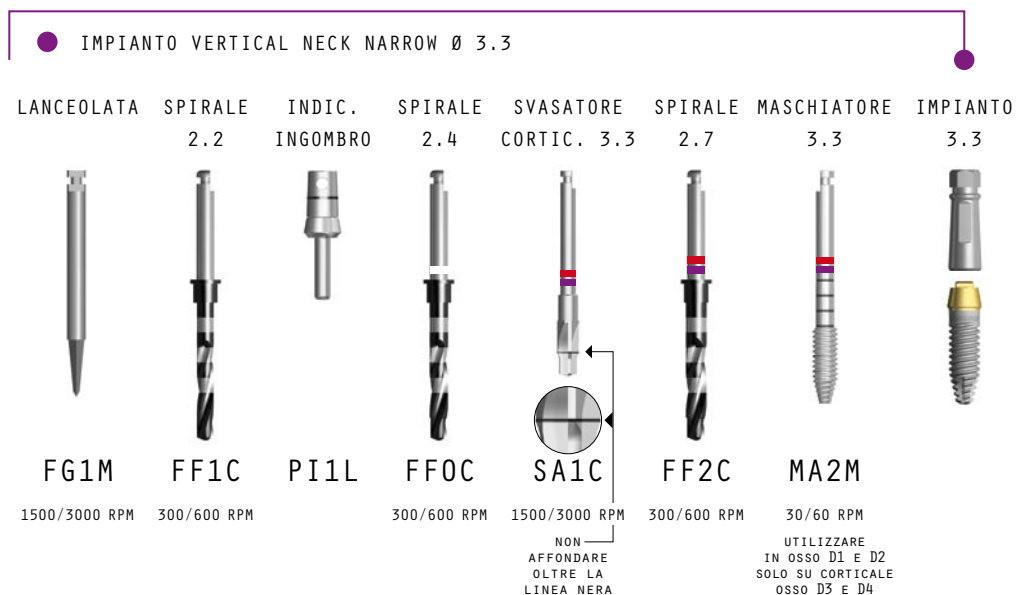 IMPIANTO VERTICAL NECK NARROW Ø 3.3
LANCEOLATA
SPIRALE
2.2
INDIC.
INGOMBRO
SPIRALE
2.4
SVASATORE
CORTIC. 3.3
SPIRALE
2.7
MASCHIATORE
3.3
IMPIANTO
3.3
FG1M
FF1C
PI1L
FF0C
SA1C
FF2C
MA2M
1500/3000 RPM
300/600 RPM
300/600 RPM
1500/3000 RPM
300/600 RPM
30/60 RPM
NON
AFFONDARE
OLTRE LA
LINEA NERA
UTILIZZARE
IN OSSO D1 E D2
SOLO SU CORTICALE
OSSO D3 E D4